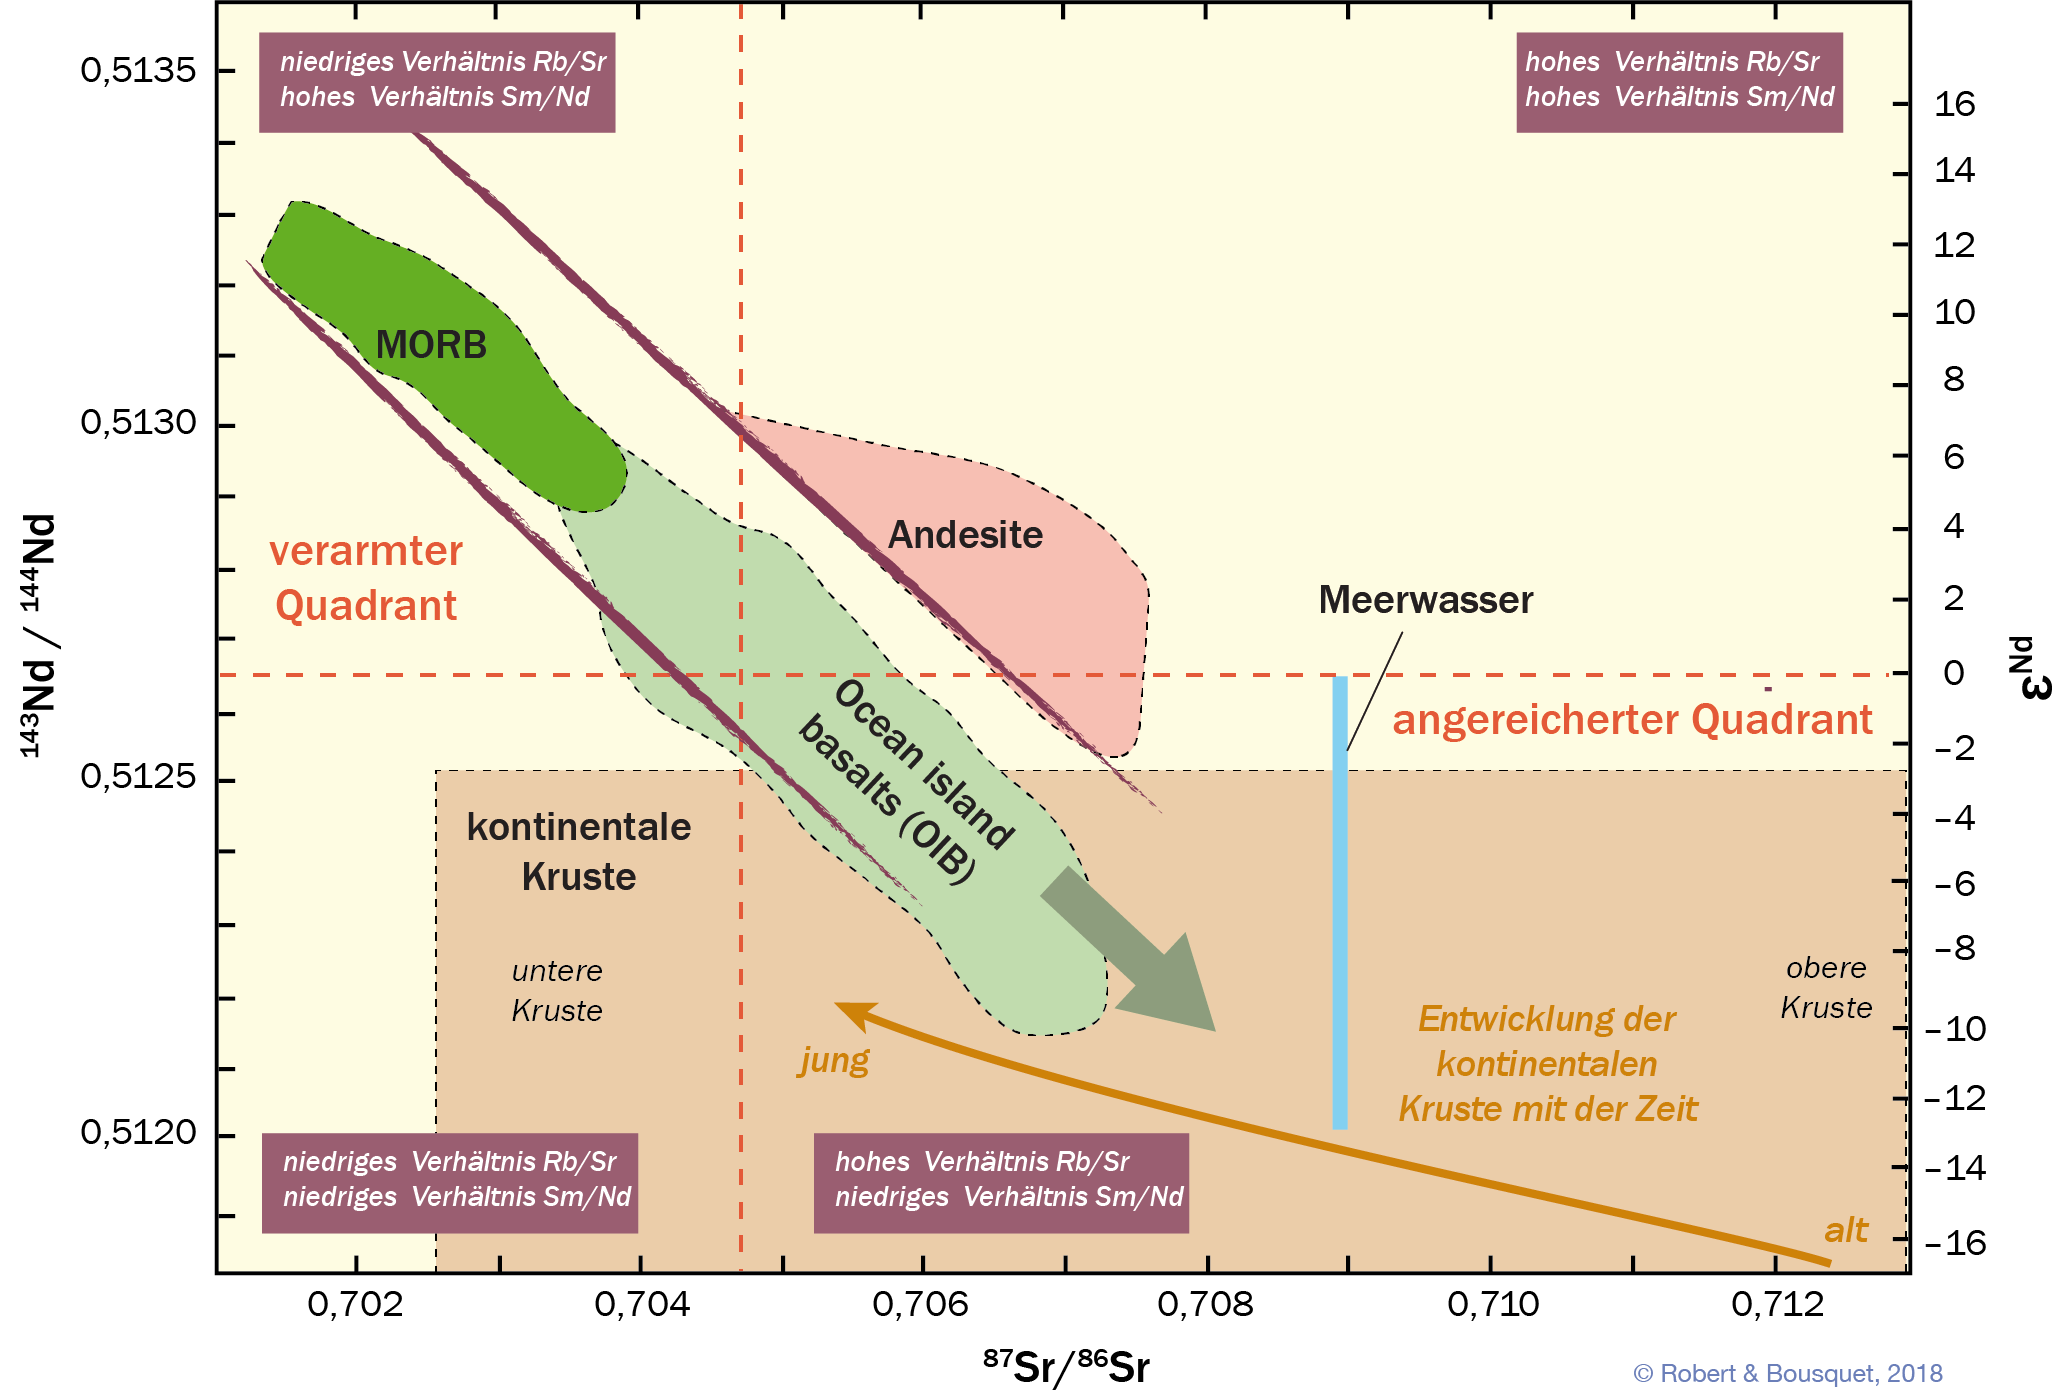 niedriges Verhältnis Rb/Sr
hohes Verhältnis Sm/Nd
hohes Verhältnis Rb/Sr
hohes Verhältnis Sm/Nd
0,5135
0,5130
0,5125
0,5120
¹⁴³Nd / ¹⁴⁴Nd
16
14
12
10
8
6
4
2
0
–2
–4
–6
–8
–10
–12
–14
–16
εNd
MORB
verarmter
Quadrant
Andesite
Meerwasser
angereicherter Quadrant
Ocean island
basalts (OIB)
kontinentale
Kruste
untere
Kruste
obere
Kruste
jung
Entwicklung der
kontinentalen
Kruste mit der Zeit
alt
niedriges Verhältnis Rb/Sr
niedriges Verhältnis Sm/Nd
hohes Verhältnis Rb/Sr
niedriges Verhältnis Sm/Nd
0,702
0,704
0,706
0,708
0,710
0,712
⁸⁷Sr/⁸⁶Sr
© Robert & Bousquet, 2018